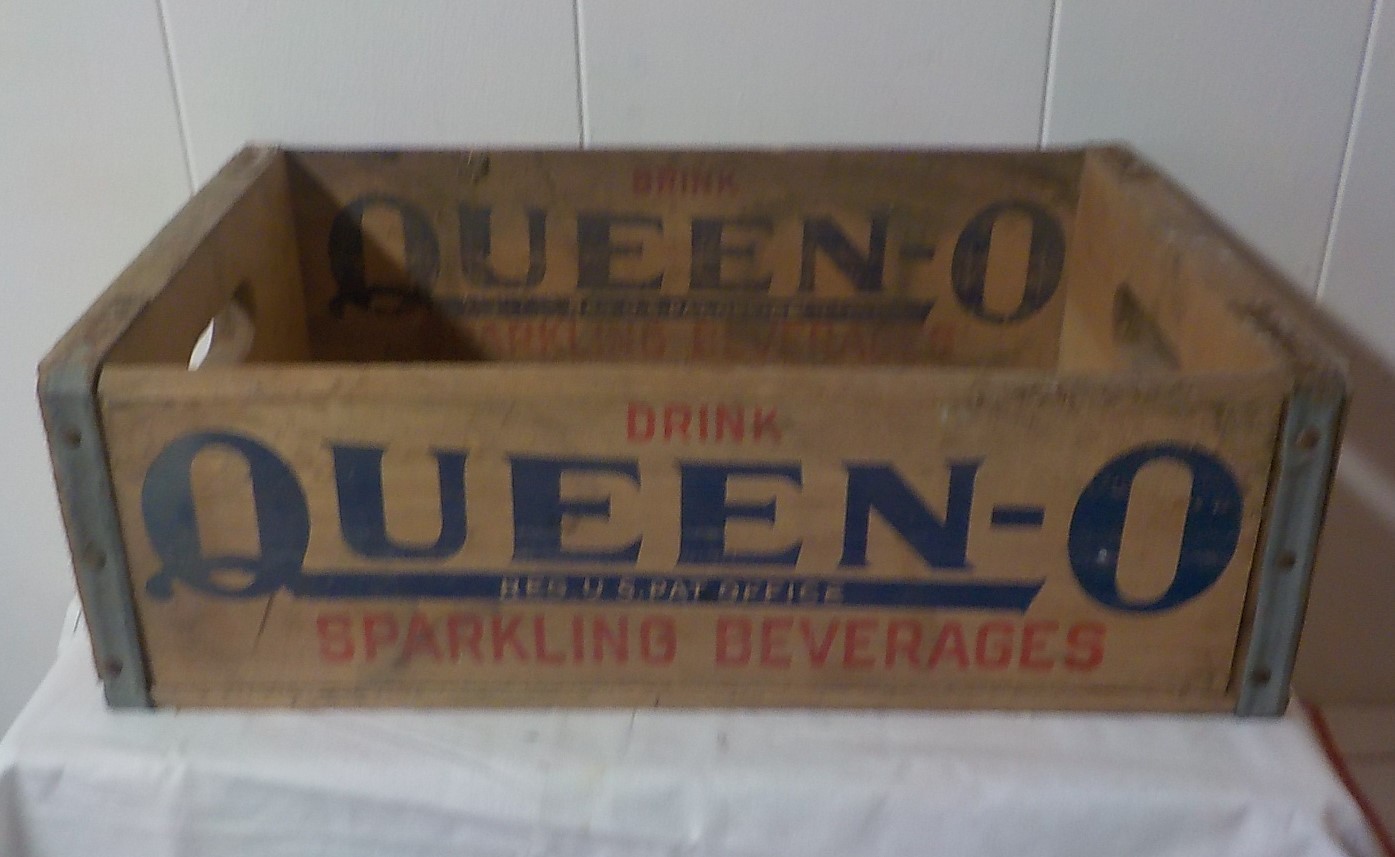 DRINK
QUEEN-O
SPARKLING BEVERAGES
DRINK
QUEEN-O
REG U.S. PAT OFFICE
SPARKLING BEVERAGES